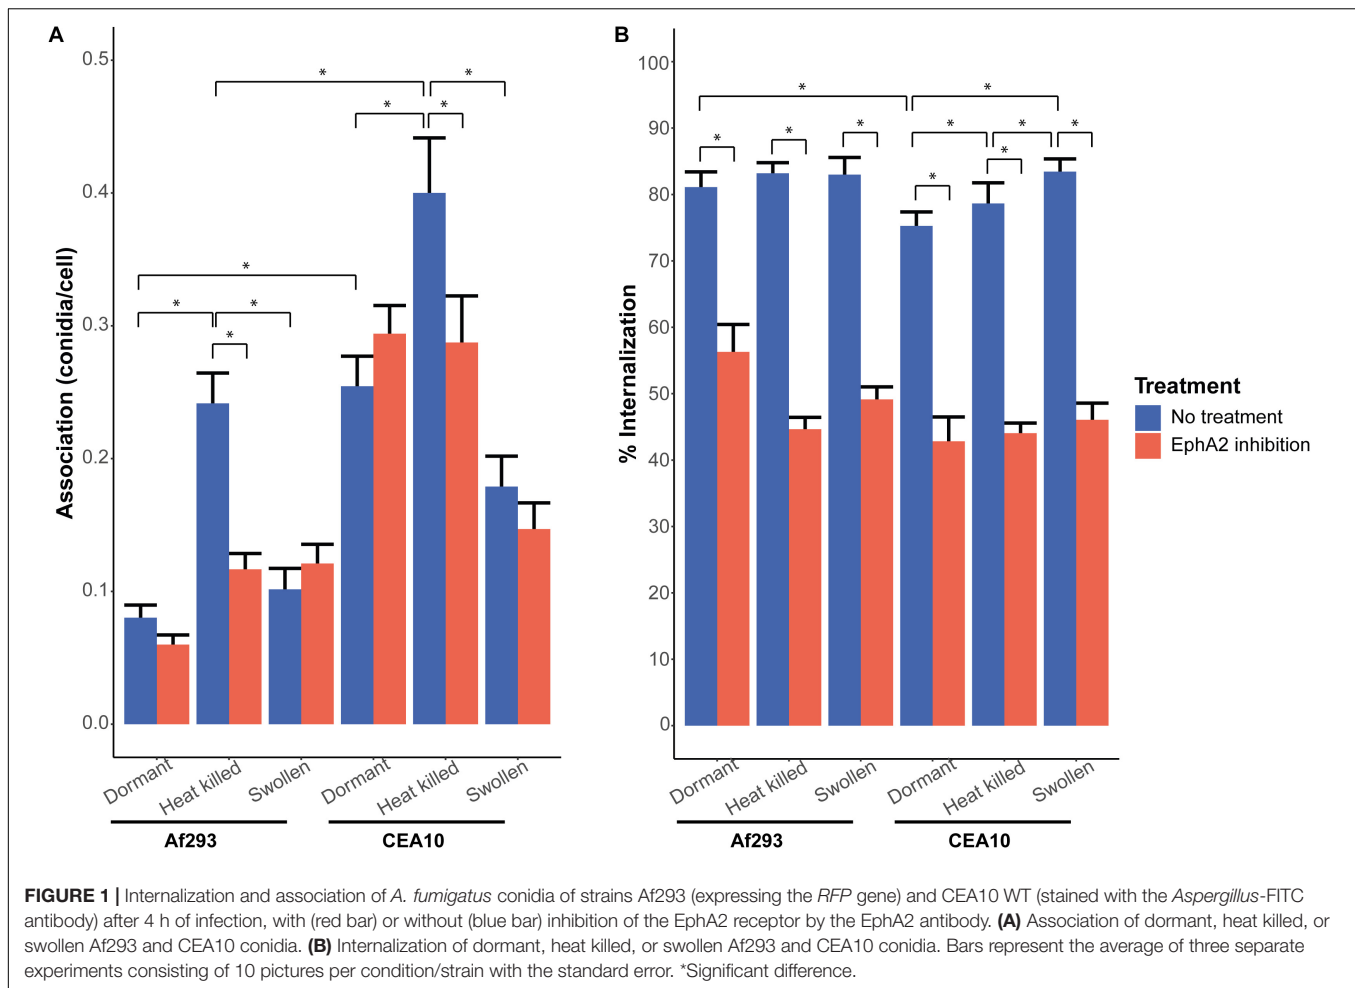 A
Association (conidia/cell)
0.5
0.4
0.3
0.2
0.1
0.0
*
*
*
*
*
*
*
*
*
Dormant
Heat killed
Swollen
Dormant
Heat killed
Swollen
Af293
CEA10
B
% Internalization
100
90
80
70
60
50
40
30
20
10
0
*
*
*
*
*
*
*
*
*
*
Dormant
Heat killed
Swollen
Dormant
Heat killed
Swollen
Af293
CEA10
Treatment
No treatment
EphA2 inhibition
FIGURE 1 | Internalization and association of A. fumigatus conidia of strains Af293 (expressing the RFP gene) and CEA10 WT (stained with the Aspergillus-FITC
antibody) after 4 h of infection, with (red bar) or without (blue bar) inhibition of the EphA2 receptor by the EphA2 antibody. (A) Association of dormant, heat killed, or
swollen Af293 and CEA10 conidia. (B) Internalization of dormant, heat killed, or swollen Af293 and CEA10 conidia. Bars represent the average of three separate
experiments consisting of 10 pictures per condition/strain with the standard error. *Significant difference.